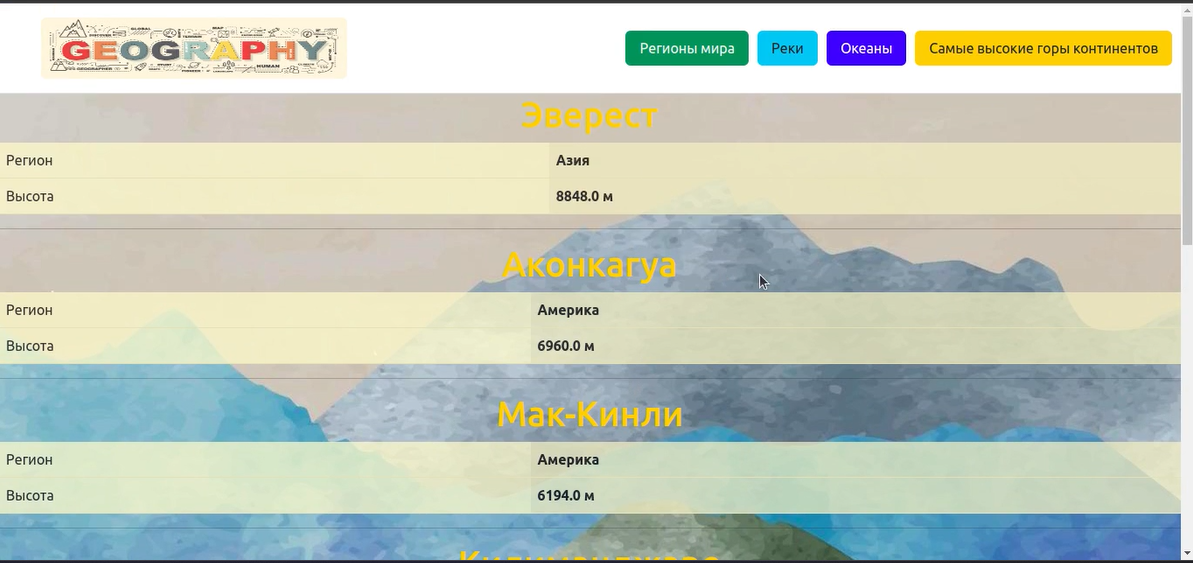 GEOGRAPHY
Регионы мира
Реки
Океаны
Самые высокие горы континентов
Эверест
Регион Азия
Высота 8848.0 м
Аконкагуа
Регион Америка
Высота 6960.0 м
Мак-Кинли
Регион Америка
Высота 6194.0 м
Килиманджаро